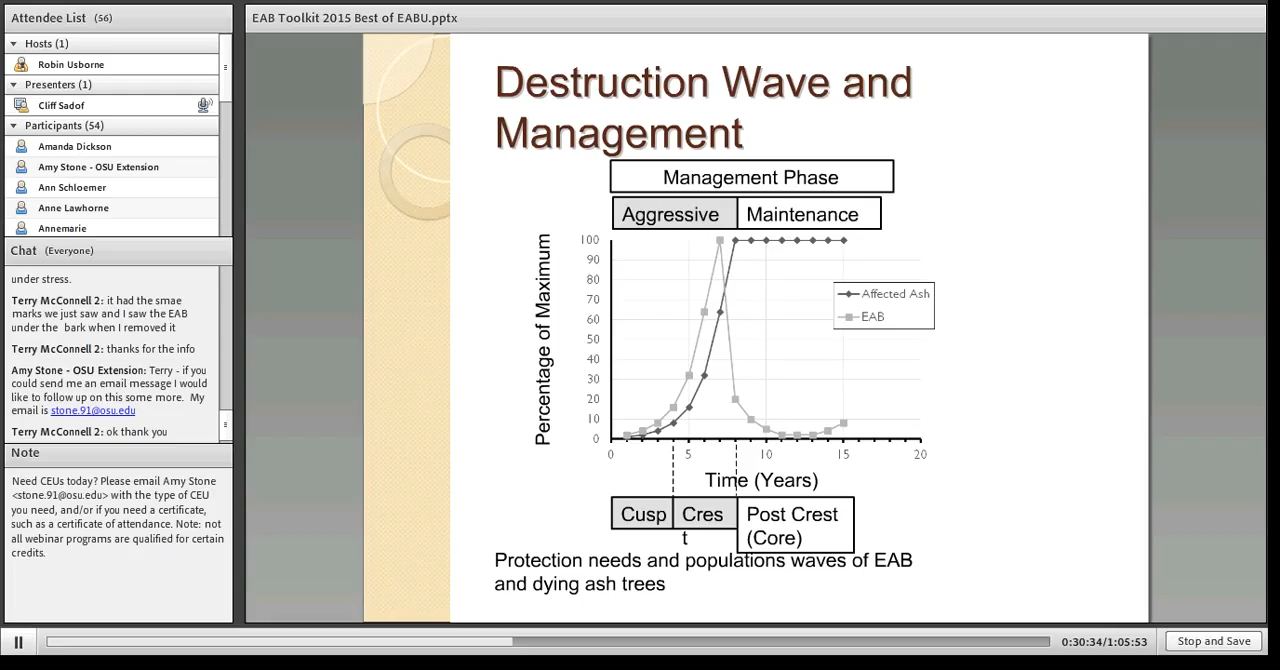 Attendee List (56)
Hosts (1)
Robin Usborne
Presenters (1)
Cliff Sadof
Participants (54)
Amanda Dickson
Amy Stone - OSU Extension
Ann Schloemer
Anne Lawhorne
Annemarie
Chat (Everyone)
under stress.
Terry McConnell 2: it had the smae
marks we just saw and I saw the EAB
under the bark when I removed it
Terry McConnell 2: thanks for the info
Amy Stone - OSU Extension: Terry - if you
could send me an email message I would
like to follow up on this some more. My
email is stone.91@osu.edu
Terry McConnell 2: ok thank you
Note
Need CEUs today? Please email Amy Stone
<stone.91@osu.edu> with the type of CEU
you need, and/or if you need a certificate,
such as a certificate of attendance. Note: not
all webinar programs are qualified for certain
credits.
EAB Toolkit 2015 Best of EABU.pptx
Destruction Wave and
Management
Management Phase
Aggressive Maintenance
Percentage of Maximum
100
90
80
70
60
50
40
30
20
10
0
0 5 10 15 20
Affected Ash
EAB
Time (Years)
Cusp
Cres
t
Post Crest
(Core)
Protection needs and populations waves of EAB
and dying ash trees
0:30:34/1:05:53
Stop and Save